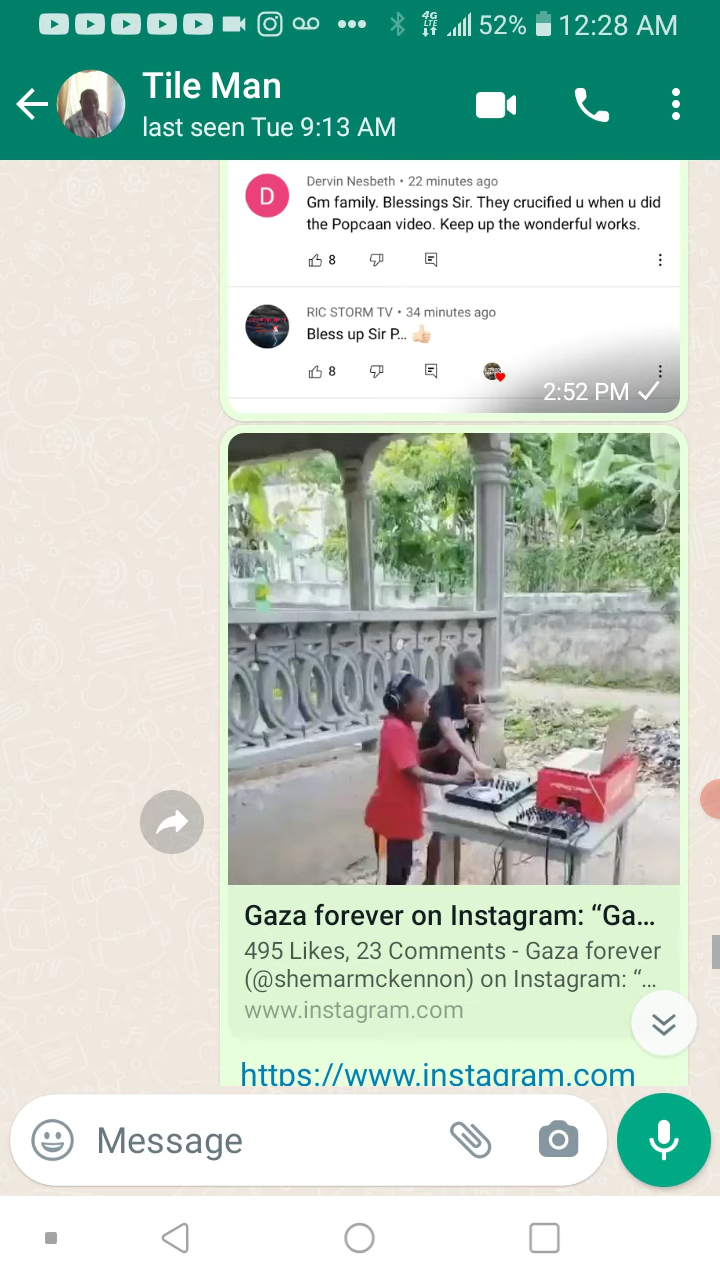 4G LTE 52% 12:28 AM
Tile Man
last seen Tue 9:13 AM
D
Dervin Nesbeth • 22 minutes ago
Gm family. Blessings Sir. They crucified u when u did
the Popcaan video. Keep up the wonderful works.
8
RIC STORM TV • 34 minutes ago
Bless up Sir P... 👍🏻
8
2:52 PM
Gaza forever on Instagram: “Ga...
495 Likes, 23 Comments - Gaza forever
(@shemarmckennon) on Instagram: “...
www.instagram.com
https://www.instagram.com
Message